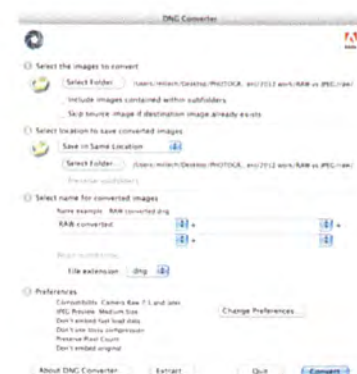 DNG Converter
Adobe
Select the images to convert
Select Folder...
Include images contained within subfolders
Skip source image if destination image already exists
Select location to save converted images
Save in Same Location
Select Folder...
Preserve subfolders
Select name for converted images
Name example: RAW converted.dng
RAW converted + +
+
Begin numbering:
File extension: .dng
Preferences
Compatibility: Camera Raw 7.1 and later
JPEG Preview: Medium Size
Don't embed fast load data
Don't use lossy compression
Preserve Pixel Count
Don't embed original
Change Preferences...
About DNG Converter... Extract... Quit Convert